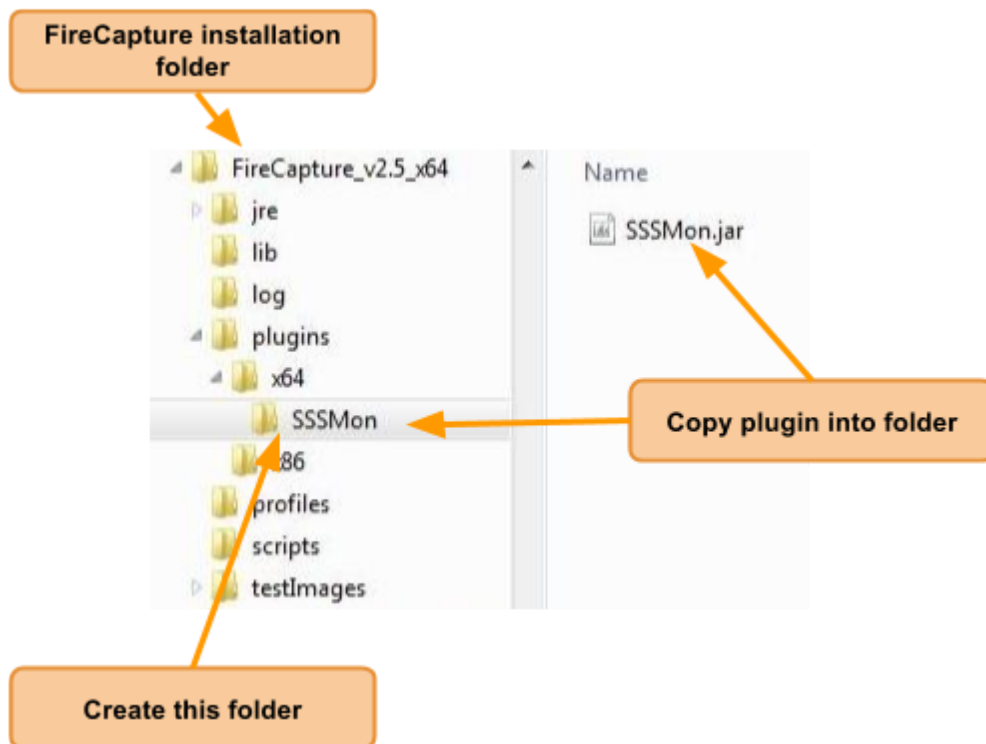 FireCapture installation
folder
FireCapture_v2.5_x64
Name
jre
SSSMon.jar
lib
log
plugins
x64
SSSMon
Copy plugin into folder
x86
profiles
scripts
testImages
Create this folder